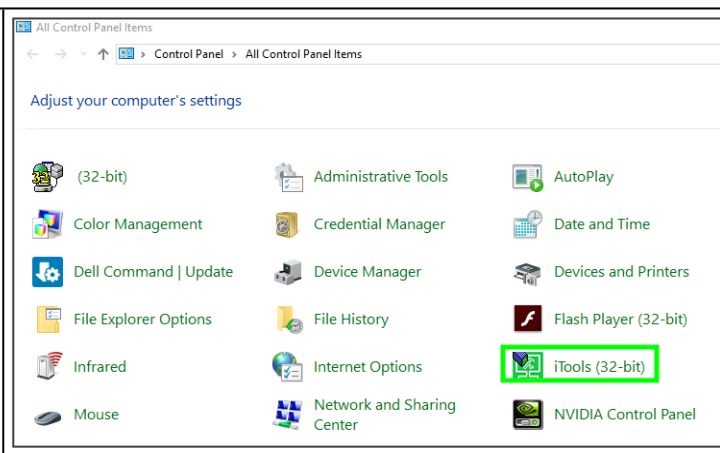 All Control Panel Items
Control Panel > All Control Panel Items
Adjust your computer's settings
(32-bit) Administrative Tools AutoPlay
Color Management Credential Manager Date and Time
Dell Command | Update Device Manager Devices and Printers
File Explorer Options File History Flash Player (32-bit)
Infrared Internet Options iTools (32-bit)
Mouse Network and Sharing Center NVIDIA Control Panel